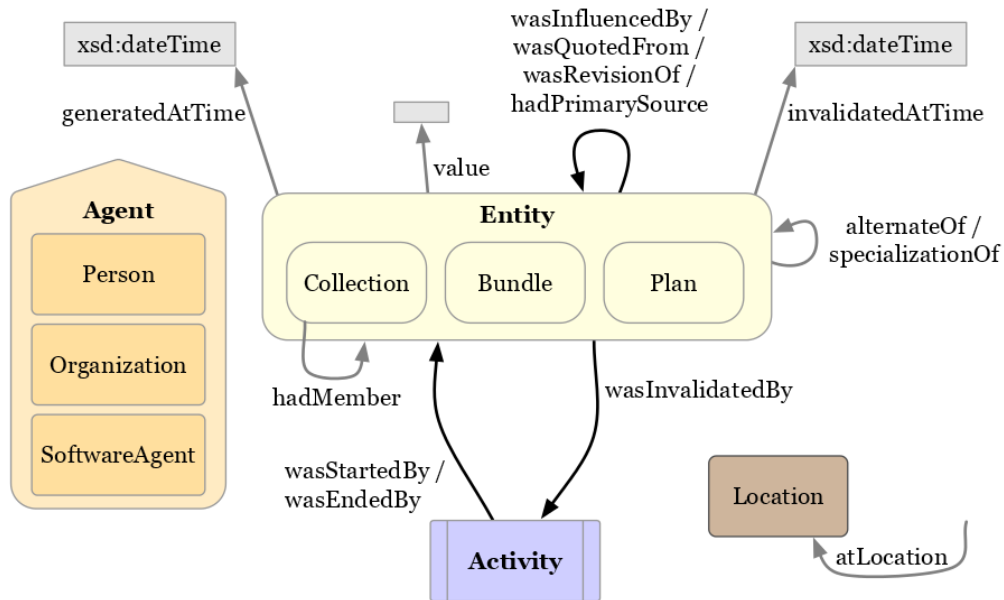 xsd:dateTime
generatedAtTime
value
wasInfluencedBy /
wasQuotedFrom /
wasRevisionOf /
hadPrimarySource
xsd:dateTime
invalidatedAtTime
Agent
Person
Organization
SoftwareAgent
Entity
Collection
Bundle
Plan
alternateOf /
specializationOf
hadMember
wasInvalidatedBy
wasStartedBy /
wasEndedBy
Activity
Location
atLocation